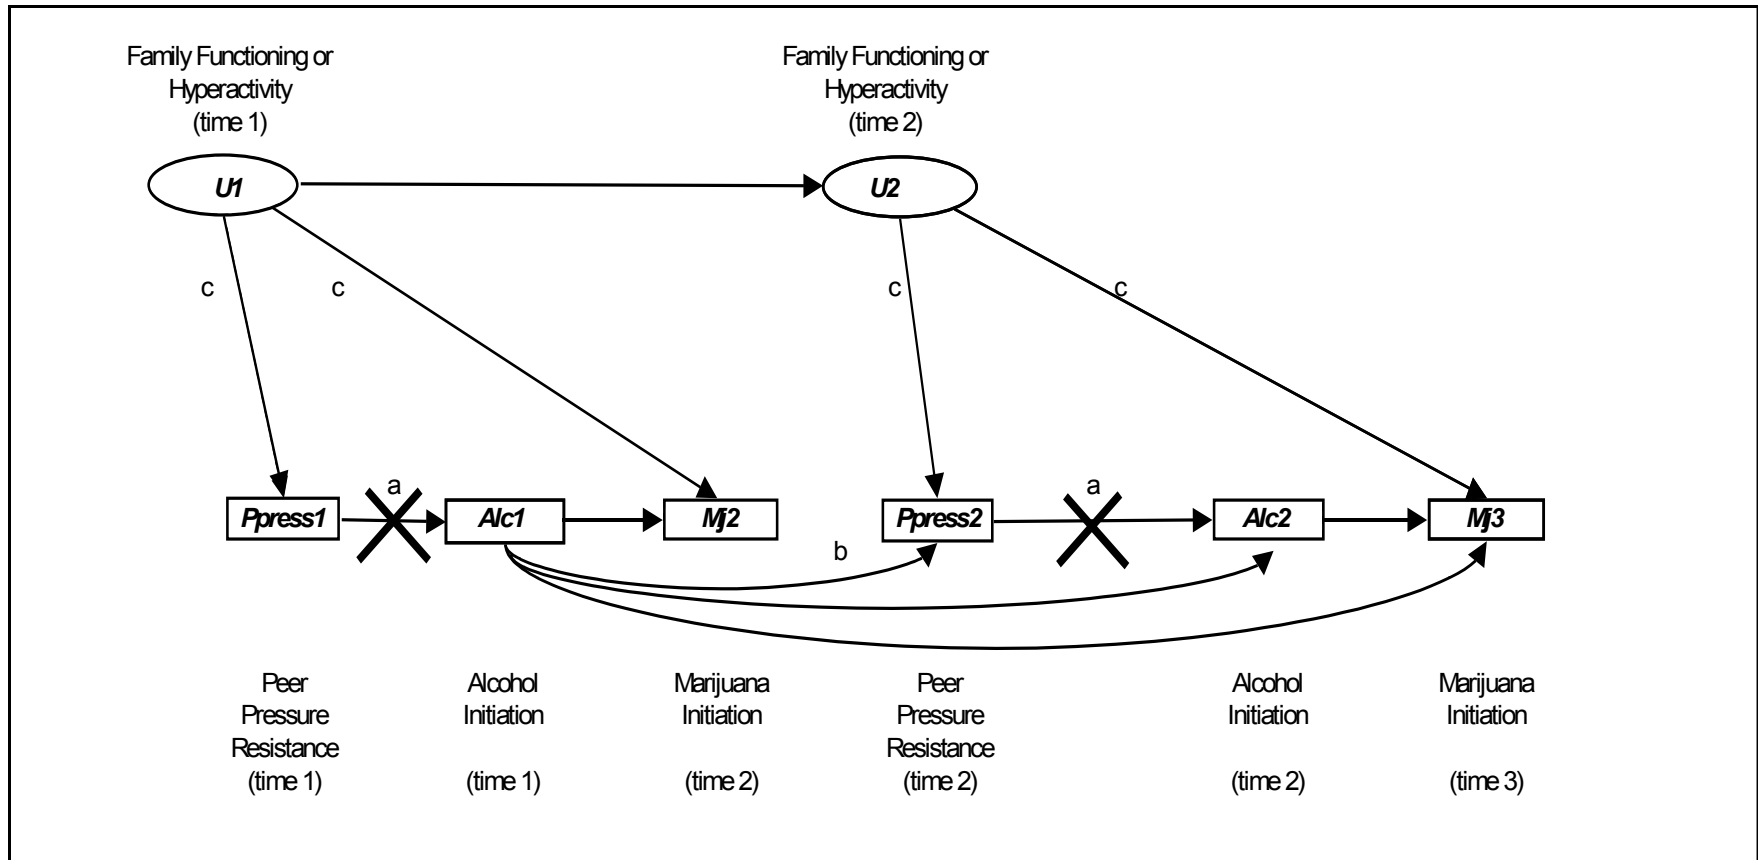 Family Functioning or
Hyperactivity
(time 1)
Family Functioning or
Hyperactivity
(time 2)
U1
U2
c
c
c
c
a
a
Ppress1
Alc1
Mj2
Ppress2
Alc2
Mj3
b
Peer
Pressure
Resistance
(time 1)
Alcohol
Initiation
(time 1)
Marijuana
Initiation
(time 2)
Peer
Pressure
Resistance
(time 2)
Alcohol
Initiation
(time 2)
Marijuana
Initiation
(time 3)